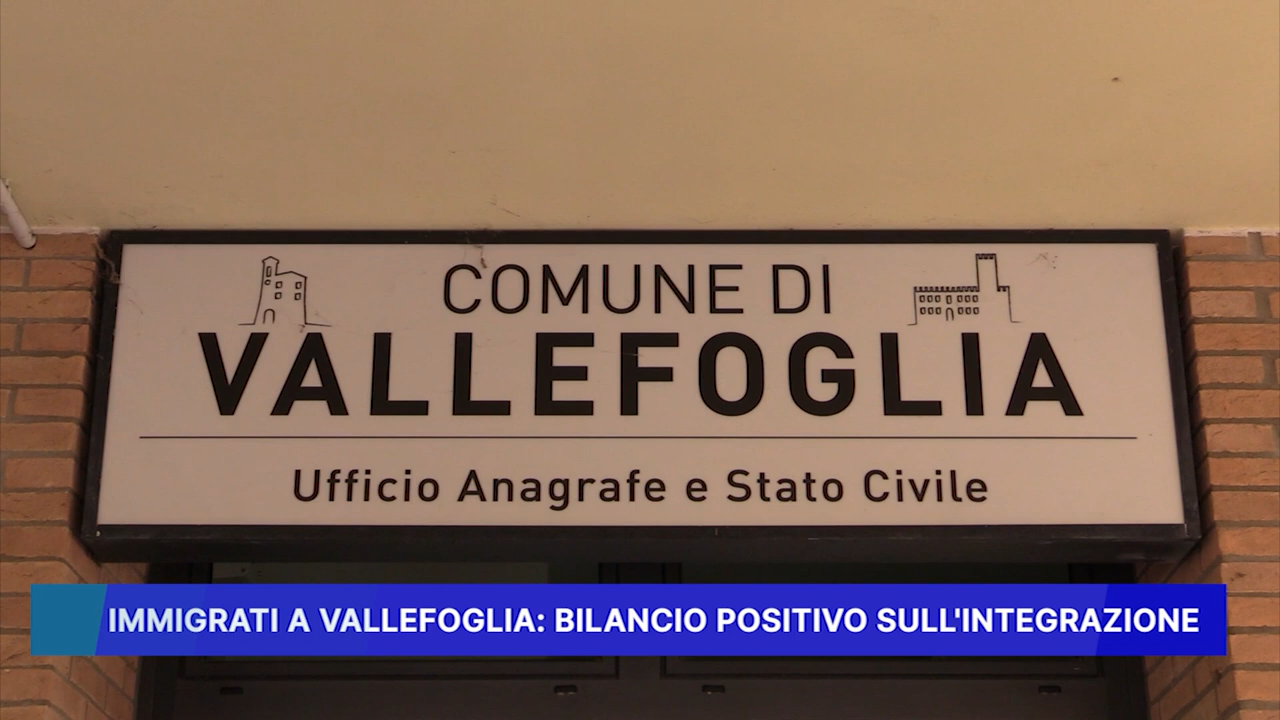 COMUNE DI
VALLEFOGLIA
Ufficio Anagrafe e Stato Civile
IMMIGRATI A VALLEFOGLIA: BILANCIO POSITIVO SULL'INTEGRAZIONE